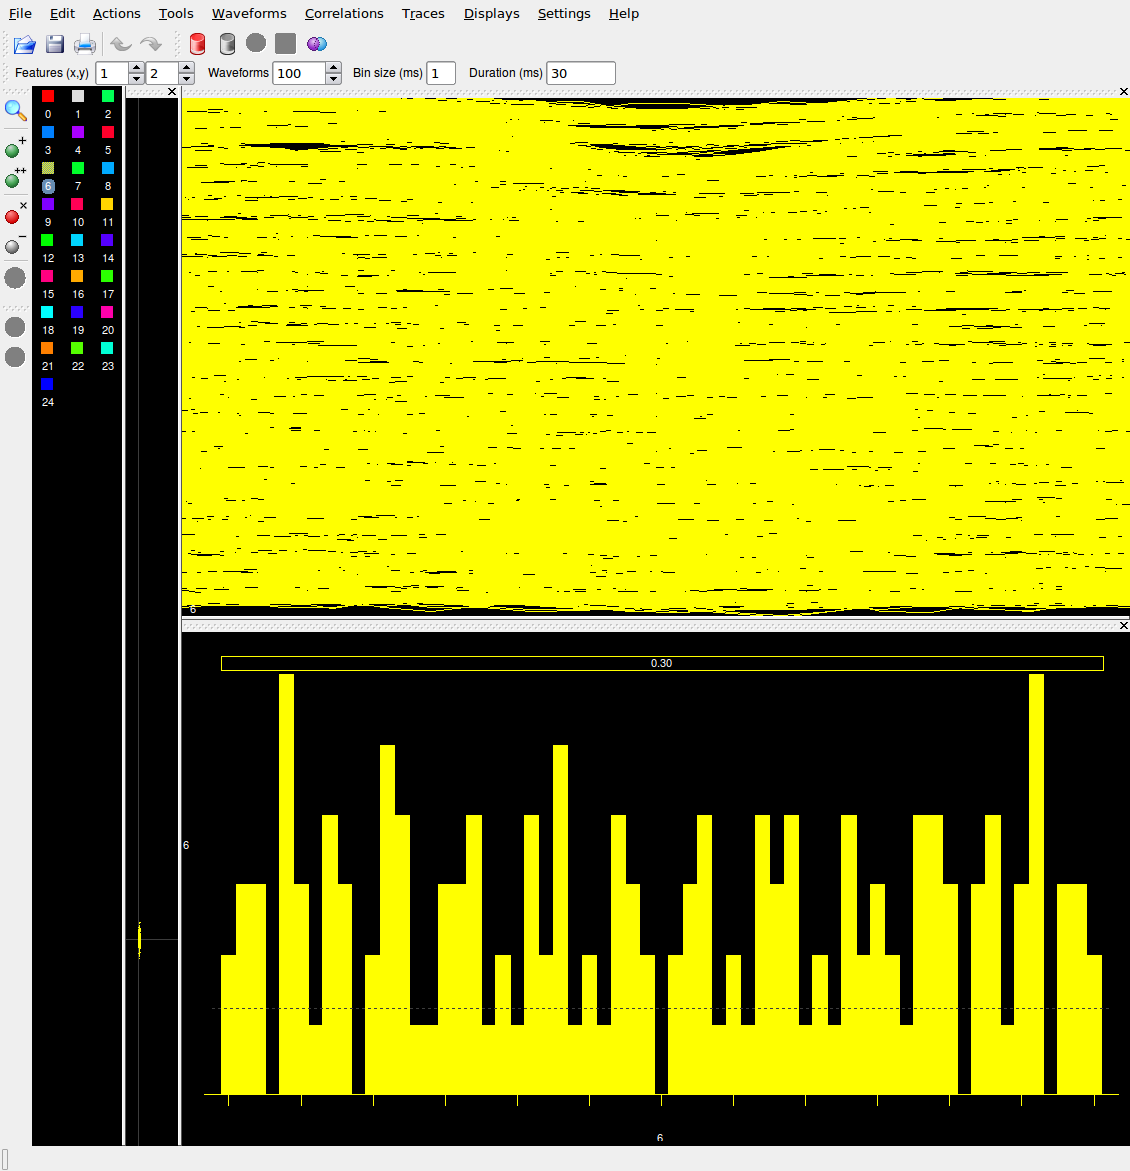 File Edit Actions Tools Waveforms Correlations Traces Displays Settings Help
Features (x,y) 1 2 Waveforms 100 Bin size (ms) 1 Duration (ms) 30
0 1 2
3 4 5
6 7 8
9 10 11
12 13 14
15 16 17
18 19 20
21 22 23
24
6
0.30
6
6